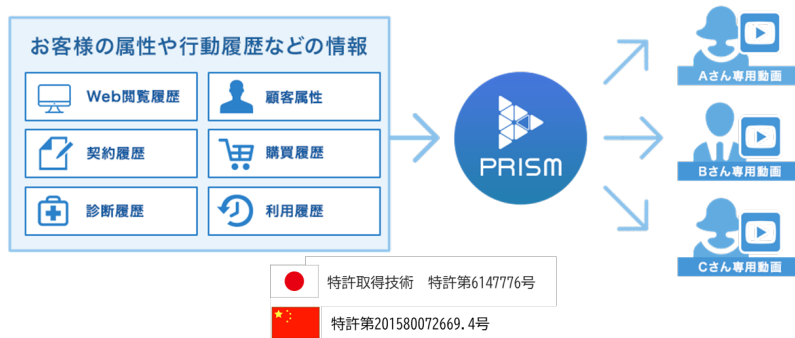 お客様の属性や行動履歴などの情報
Web閲覧履歴
顧客属性
契約履歴
購買履歴
診断履歴
利用履歴
PRISM
Aさん専用動画
Bさん専用動画
Cさん専用動画
特許取得技術　特許第6147776号
特許第201580072669.4号